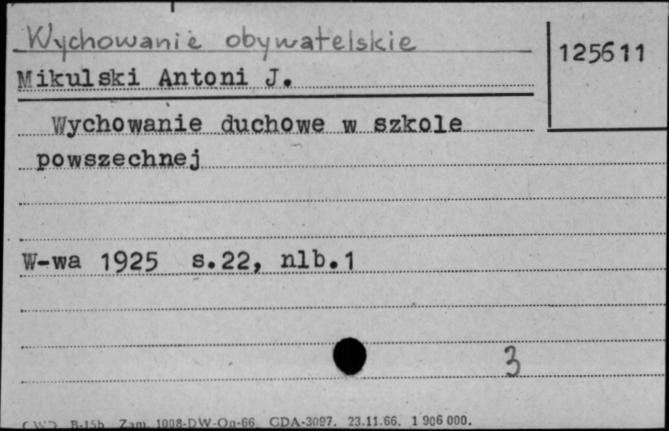 Wychowanie obywatelskie
125611
Mikulski Antoni J.
Wychowanie duchowe w szkole
powszechnej
W-wa 1925 s.22, nlb.1
3
B-15b Zam. 1008-DW-Og-66. CDA-3097. 23.11.66. 1 906 000.